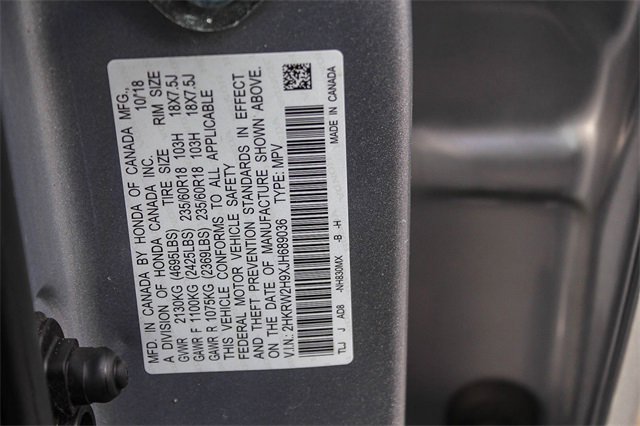 MFD. IN CANADA BY HONDA OF CANADA MFG.,
A DIVISION OF HONDA CANADA INC. 10/18
TIRE SIZE RIM SIZE
GVWR 2130KG (4695LBS)
GAWR F 1100KG (2425LBS) 235/60R18 103H 18X7.5J
GAWR R 1075KG (2369LBS) 235/60R18 103H 18X7.5J
THIS VEHICLE CONFORMS TO ALL APPLICABLE
FEDERAL MOTOR VEHICLE SAFETY
AND THEFT PREVENTION STANDARDS IN EFFECT
ON THE DATE OF MANUFACTURE SHOWN ABOVE.
V.I.N.: 2HKRW2H9XJH689036 TYPE: MPV
TLJ J AD8 -NH830MX -B -H MADE IN CANADA